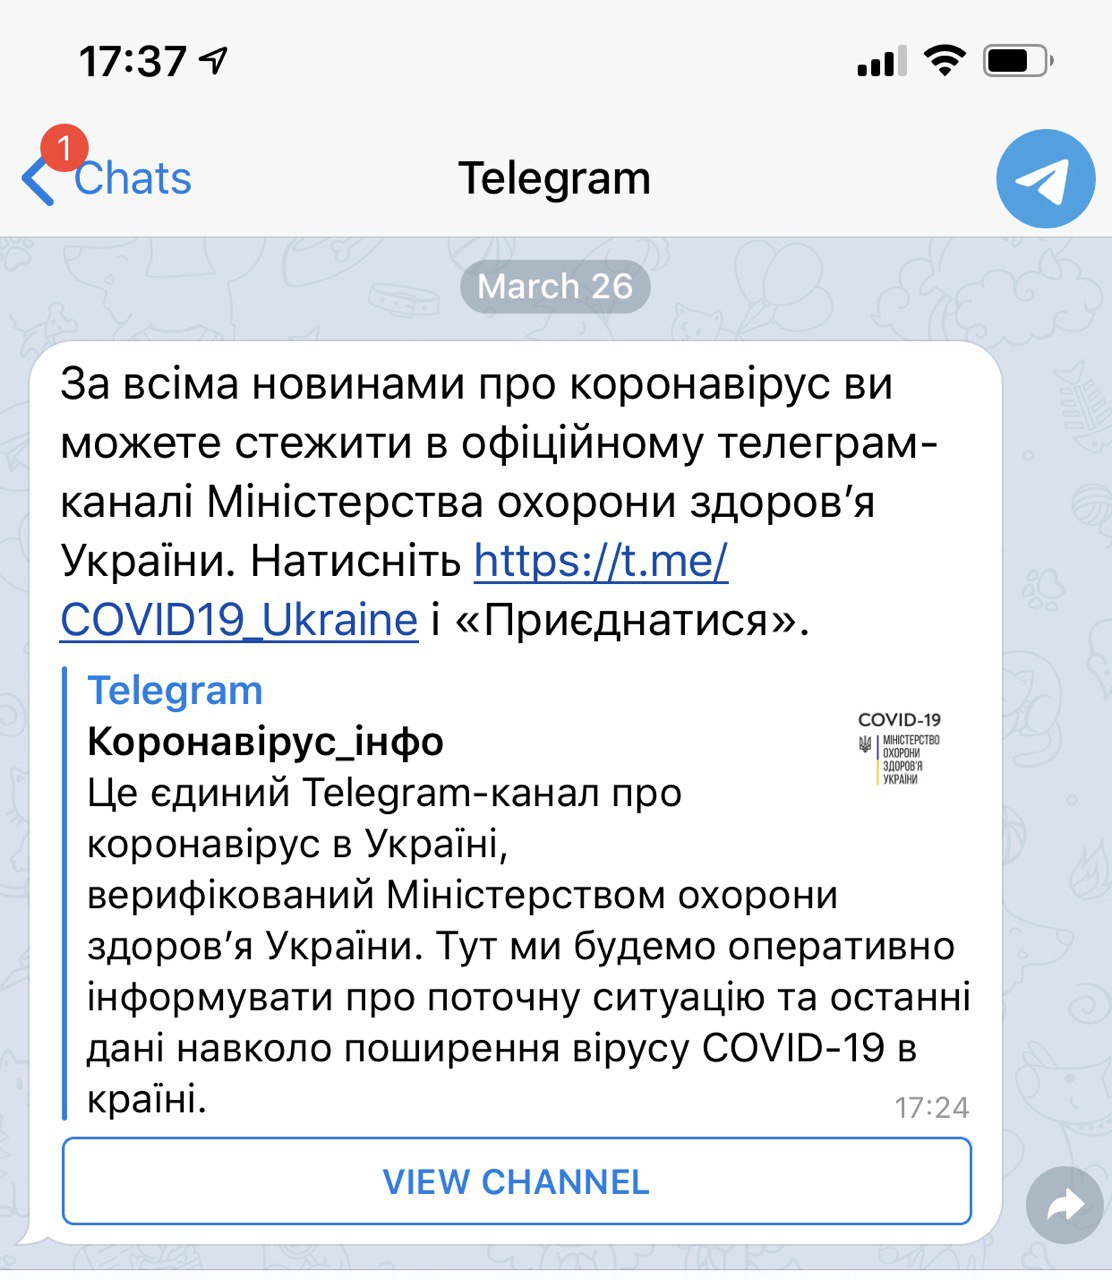 17:37
1
Chats
Telegram
March 26
За всіма новинами про коронавірус ви
можете стежити в офіційному телеграм-
каналі Міністерства охорони здоров’я
України. Натисніть https://t.me/
COVID19_Ukraine і «Приєднатися».
Telegram
Коронавірус_інфо
COVID-19
МІНІСТЕРСТВО
ОХОРОНИ
ЗДОРОВ'Я
УКРАЇНИ
Це єдиний Telegram-канал про
коронавірус в Україні,
верифікований Міністерством охорони
здоров’я України. Тут ми будемо оперативно
інформувати про поточну ситуацію та останні
дані навколо поширення вірусу COVID-19 в
країні.
17:24
VIEW CHANNEL